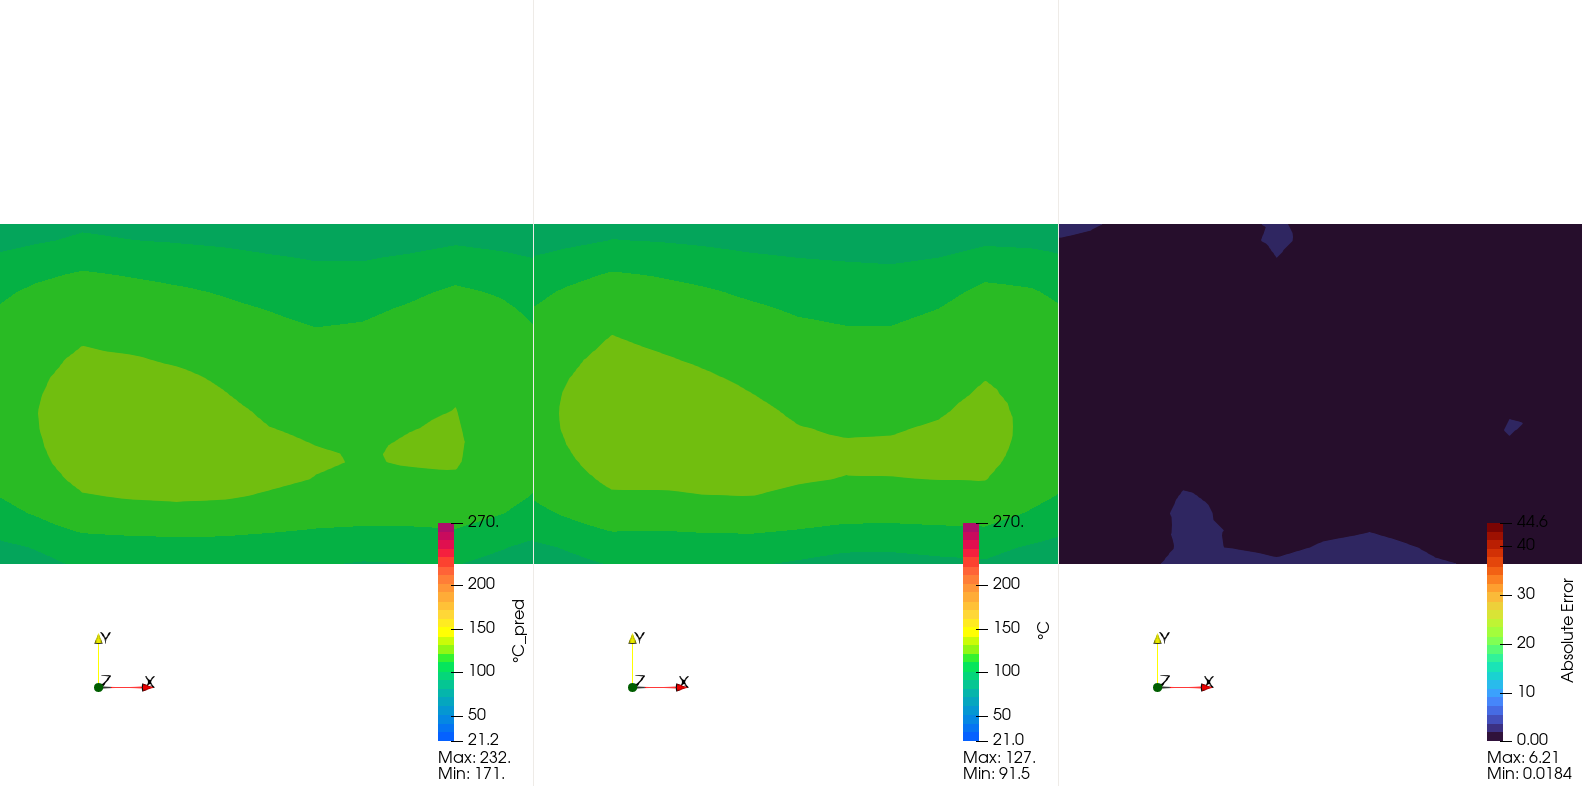 270.
200
150
100
50
21.2
°C_pred
Max: 232.
Min: 171.
Y
Z
X
270.
200
150
100
50
21.0
°C
Max: 127.
Min: 91.5
Y
Z
X
44.6
40
30
20
10
0.00
Absolute Error
Max: 6.21
Min: 0.0184
Y
Z
X